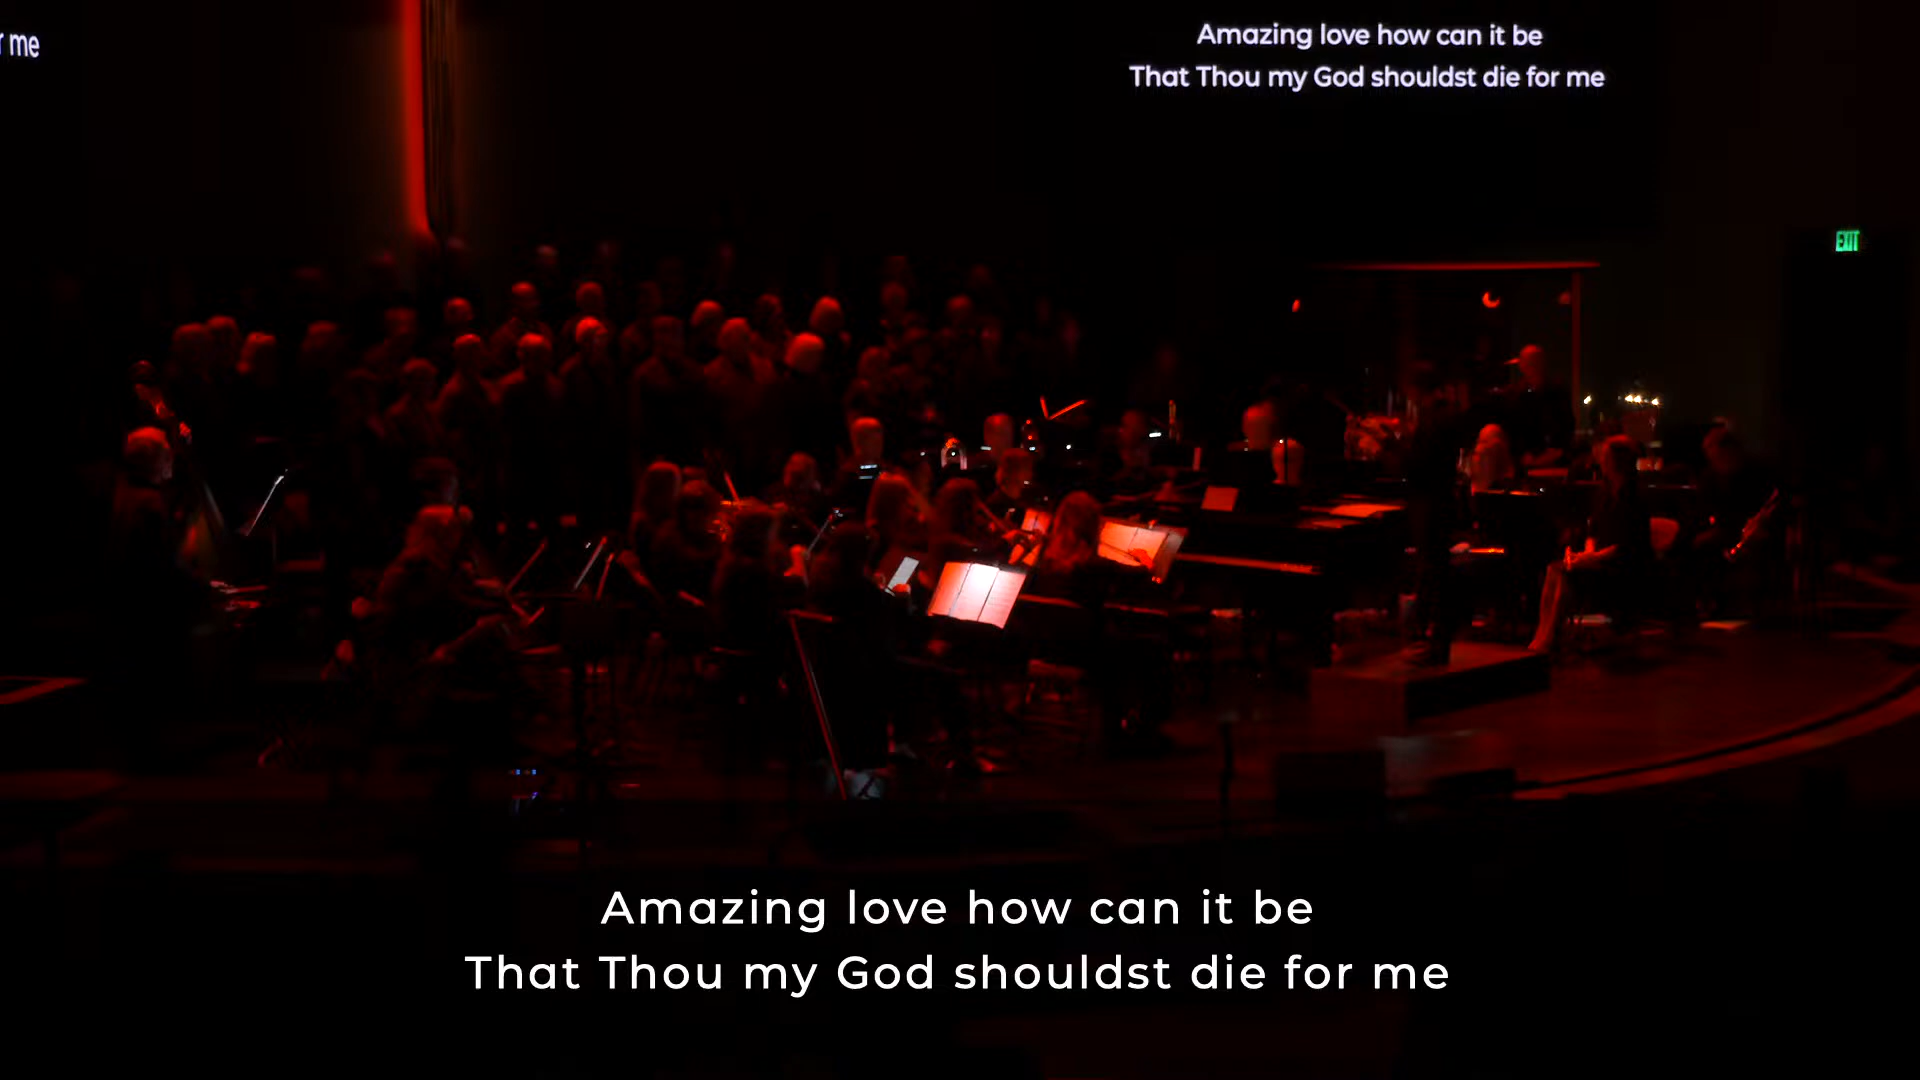 r me
Amazing love how can it be
That Thou my God shouldst die for me
EXIT
Amazing love how can it be
That Thou my God shouldst die for me